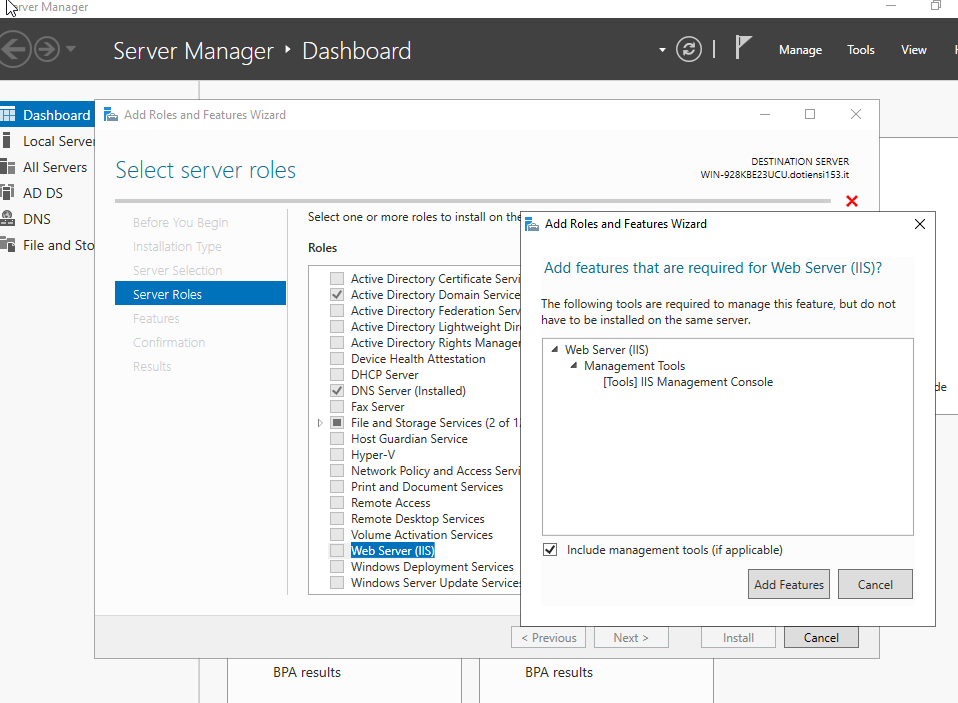 Server Manager
Server Manager ‣ Dashboard
Manage Tools View
Dashboard
Local Server
All Servers
AD DS
DNS
File and Sto
Add Roles and Features Wizard
Select server roles
DESTINATION SERVER
WIN-928KBE23UCU.dotiensi153.it
Before You Begin
Installation Type
Server Selection
Server Roles
Features
Confirmation
Results
Select one or more roles to install on the
Roles
Active Directory Certificate Servi
Active Directory Domain Service
Active Directory Federation Serv
Active Directory Lightweight Dir
Active Directory Rights Manager
Device Health Attestation
DHCP Server
DNS Server (Installed)
Fax Server
File and Storage Services (2 of 1
Host Guardian Service
Hyper-V
Network Policy and Access Servi
Print and Document Services
Remote Access
Remote Desktop Services
Volume Activation Services
Web Server (IIS)
Windows Deployment Services
Windows Server Update Services
Add Roles and Features Wizard
Add features that are required for Web Server (IIS)?
The following tools are required to manage this feature, but do not
have to be installed on the same server.
Web Server (IIS)
Management Tools
[Tools] IIS Management Console
Include management tools (if applicable)
Add Features Cancel
< Previous Next > Install Cancel
BPA results BPA results